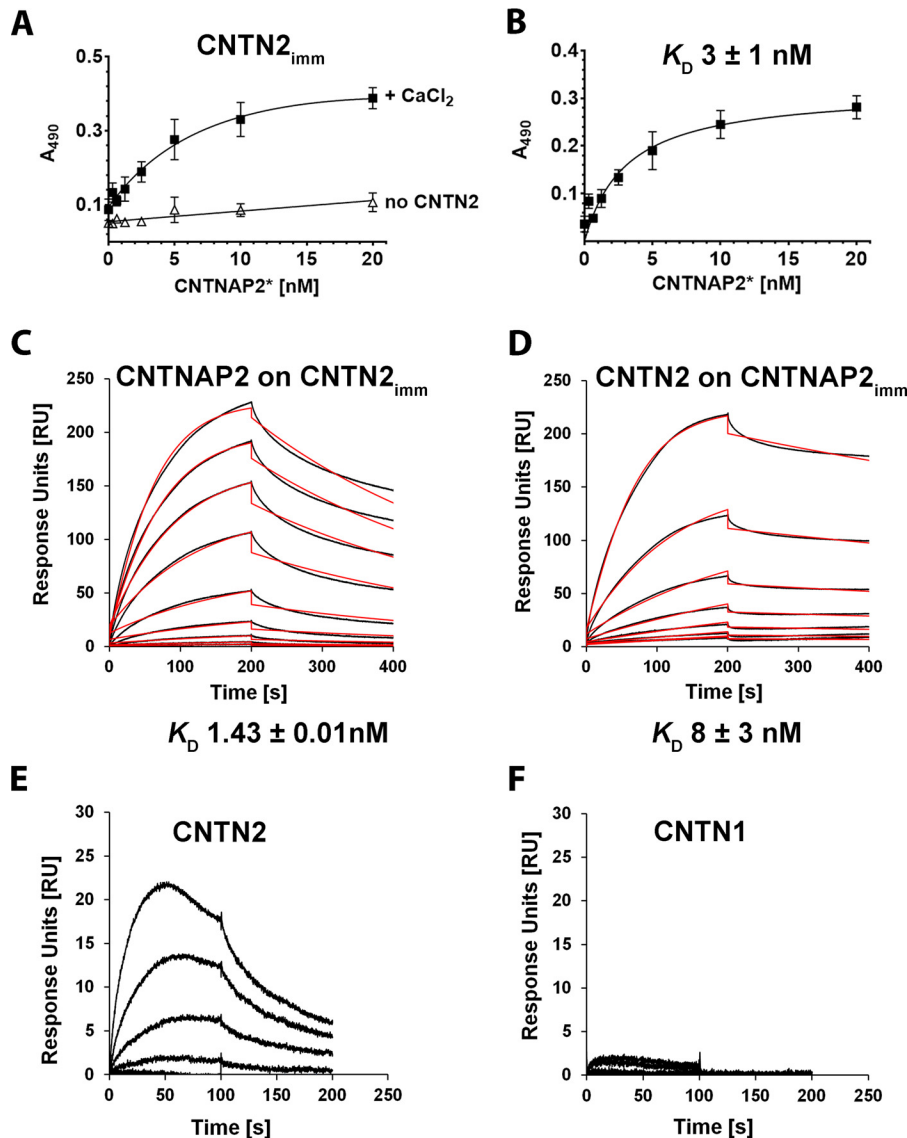 A
CNTN2imm
0.5
0.3
0.1
A490
+ CaCl2
no CNTN2
0 5 10 15 20
CNTNAP2* [nM]
B
KD 3 ± 1 nM
0.4
0.3
0.2
0.1
A490
0 5 10 15 20
CNTNAP2* [nM]
C
CNTNAP2 on CNTN2imm
250
200
150
100
50
0
Response Units [RU]
0 100 200 300 400
Time [s]
KD 1.43 ± 0.01nM
D
CNTN2 on CNTNAP2imm
250
200
150
100
50
0
Response Units [RU]
0 100 200 300 400
Time [s]
KD 8 ± 3 nM
E
CNTN2
30
25
20
15
10
5
0
Response Units [RU]
0 50 100 150 200 250
Time [s]
F
CNTN1
30
25
20
15
10
5
0
Response Units [RU]
0 50 100 150 200 250
Time [s]